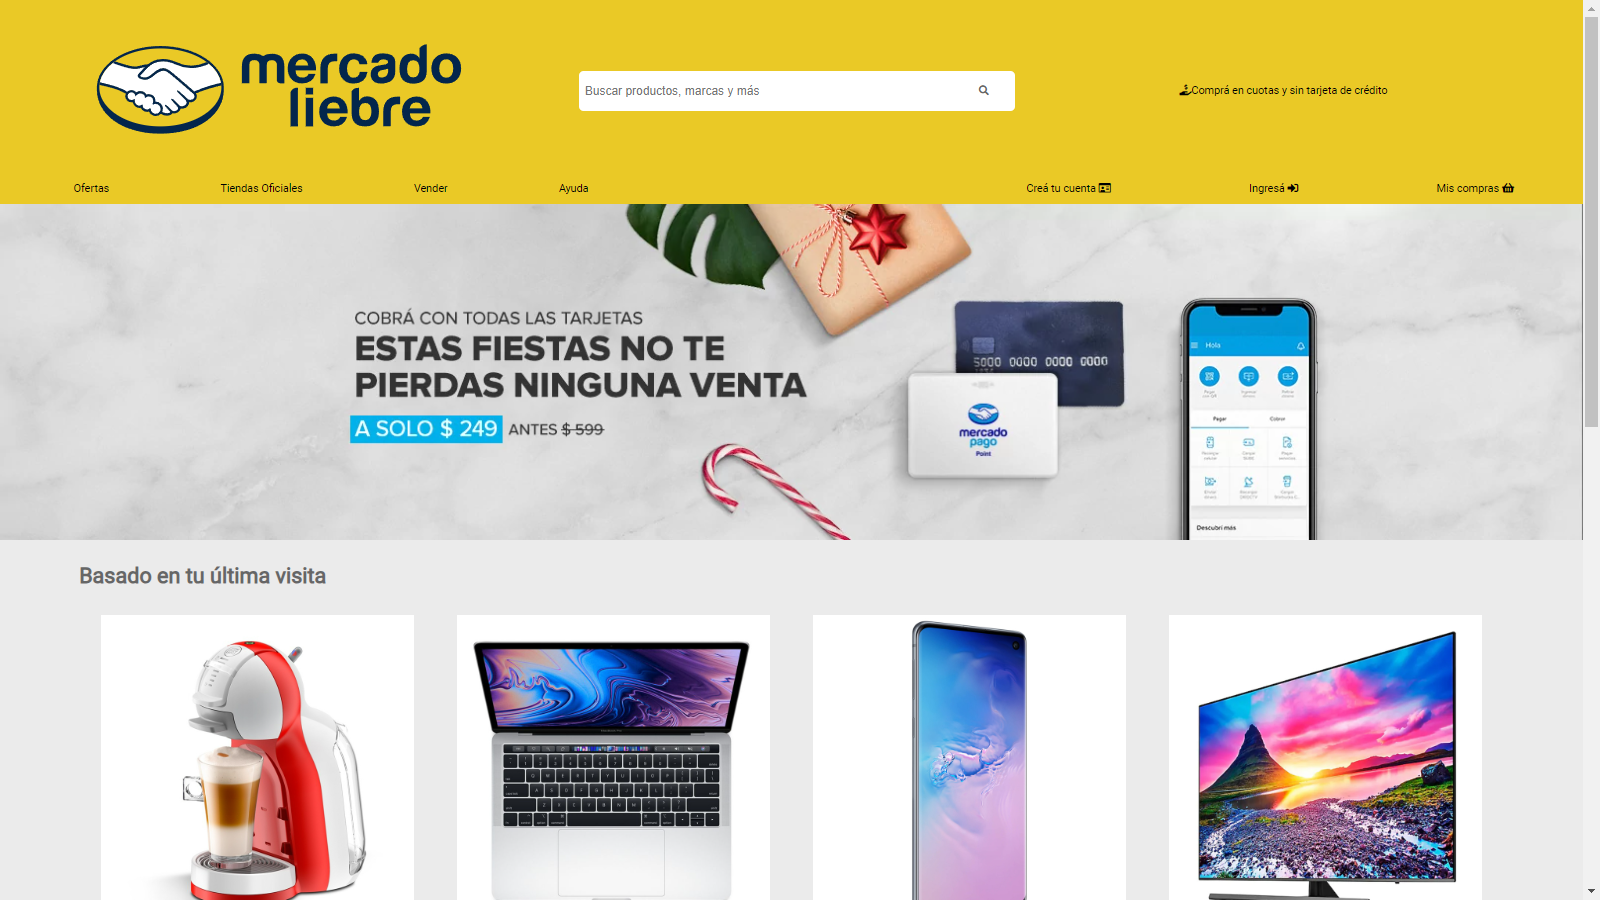 mercado
liebre
Buscar productos, marcas y más
Comprá en cuotas y sin tarjeta de crédito
Ofertas
Tiendas Oficiales
Vender
Ayuda
Creá tu cuenta
Ingresá
Mis compras
COBRÁ CON TODAS LAS TARJETAS
ESTAS FIESTAS NO TE
PIERDAS NINGUNA VENTA
A SOLO $ 249 ANTES $ 599
5000 0000 0000 0000
mercado
pago
Point
Hola
Pagar
Cobrar
Descubrí más
Basado en tu última visita